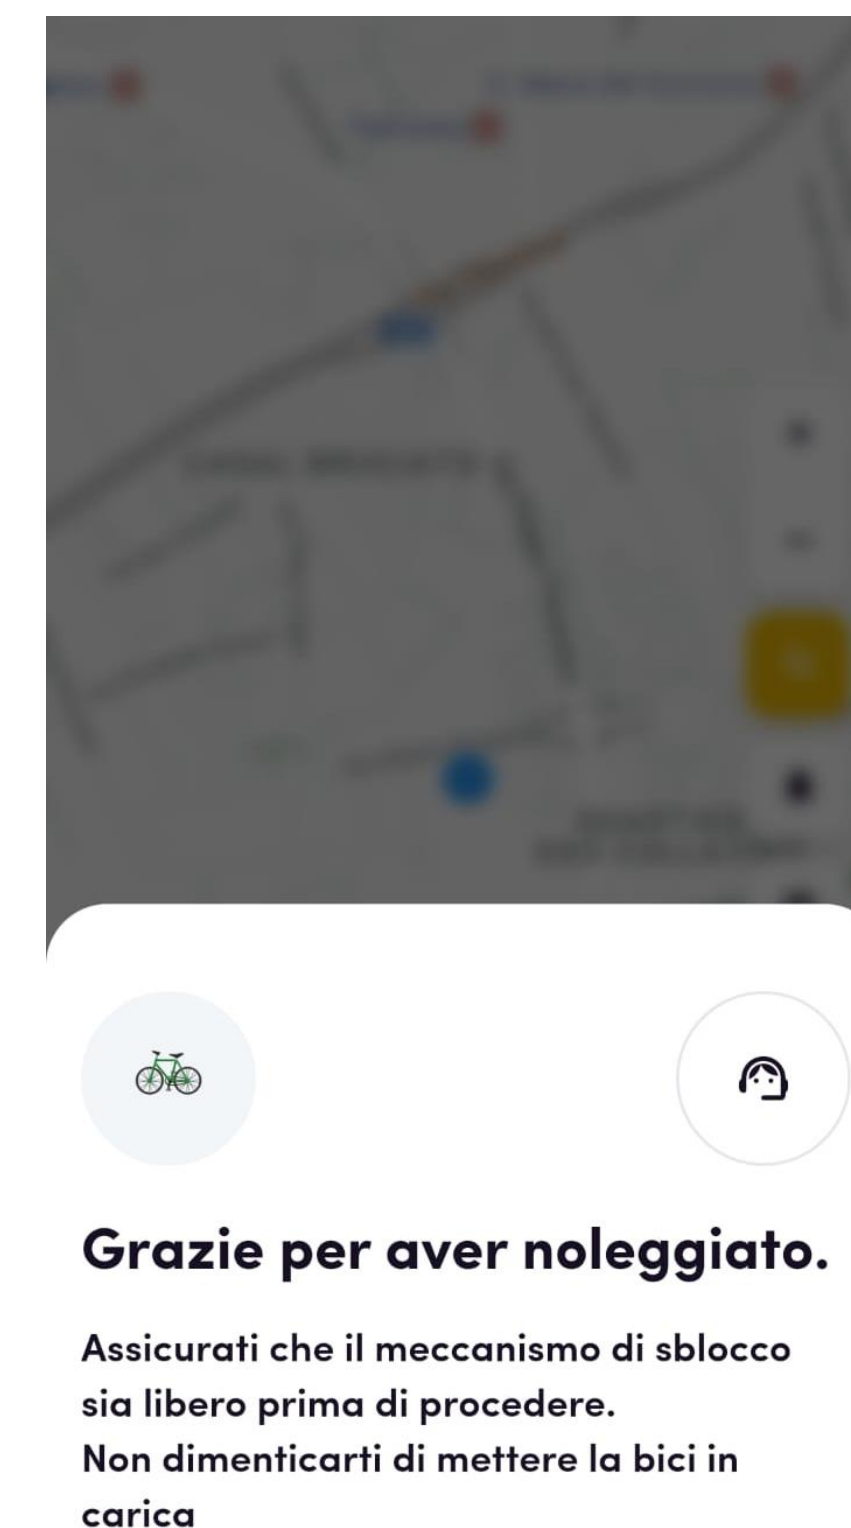 Grazie per aver noleggiato.
Assicurati che il meccanismo di sblocco
sia libero prima di procedere.
Non dimenticarti di mettere la bici in
carica